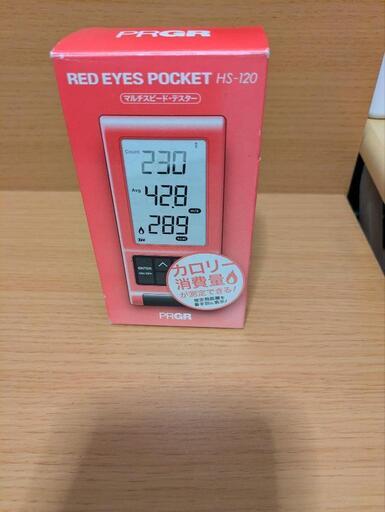 PRGR
RED EYES POCKET HS-120
マルチスピード・テスター
Count
230
Avg
42.8
289
ENTER
カロリー
消費量
が測定できる!
PRGR